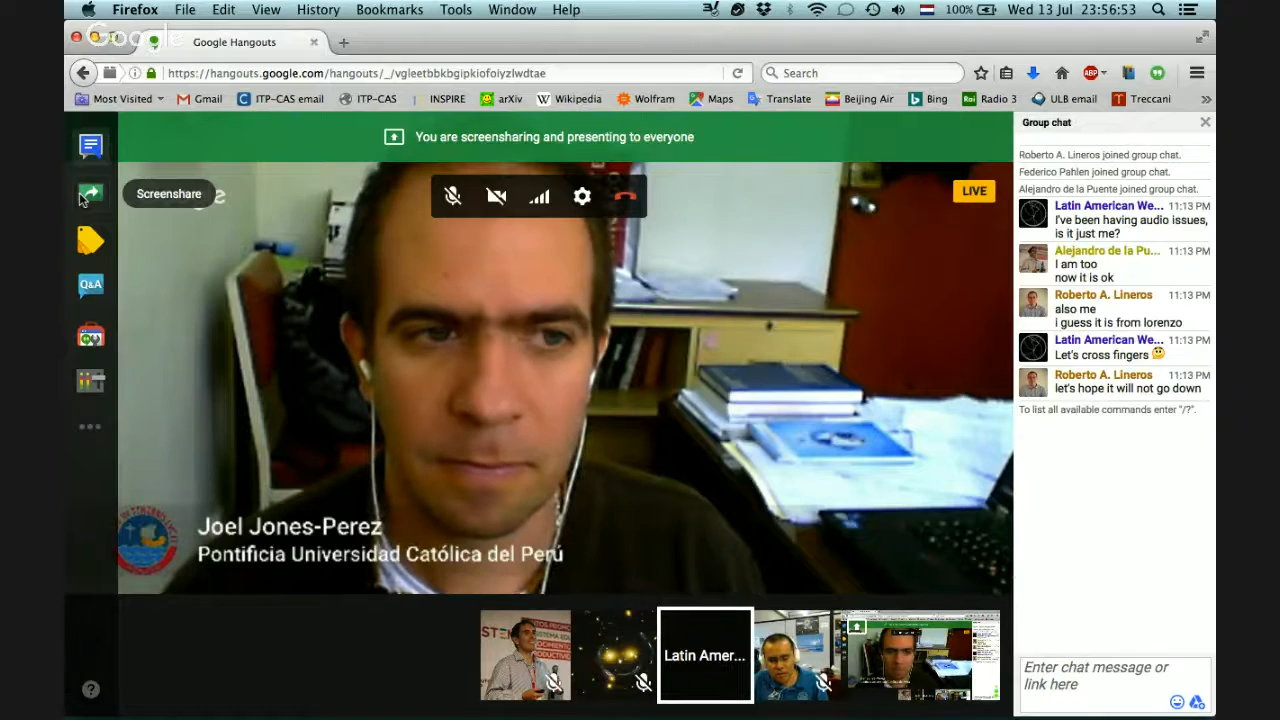 Firefox File Edit View History Bookmarks Tools Window Help 100% Wed 13 Jul 23:56:53
Google
Google Hangouts
https://hangouts.google.com/hangouts/_/vgleetbbkbgipkiofoiyzlwdtae
Search
ABP
Most Visited Gmail ITP-CAS email ITP-CAS INSPIRE arXiv Wikipedia Wolfram Maps Translate Beijing Air Bing Radio 3 ULB email Treccani
Group chat
You are screensharing and presenting to everyone
Screenshare
LIVE
Q&A
Roberto A. Lineros joined group chat.
Federico Pahlen joined group chat.
Alejandro de la Puente joined group chat.
Latin American We... 11:13 PM
I've been having audio issues,
is it just me?
Alejandro de la Pu... 11:13 PM
I am too
now it is ok
Roberto A. Lineros 11:13 PM
also me
i guess it is from lorenzo
Latin American We... 11:13 PM
Let's cross fingers
Roberto A. Lineros 11:13 PM
let's hope it will not go down
To list all available commands enter "/?".
Joel Jones-Perez
Pontificia Universidad Católica del Perú
Latin Amer...
Enter chat message or
link here